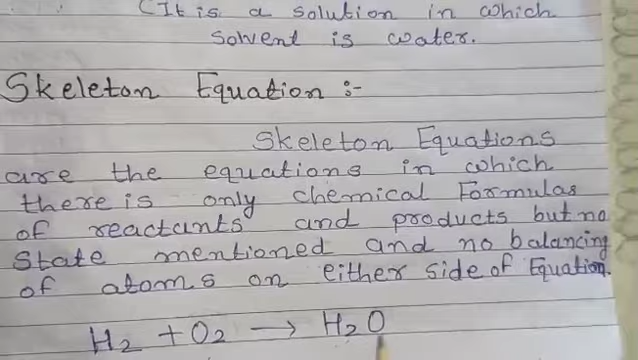 (It is a solution in which
solvent is water.
Skeleton Equation :-
Skeleton Equations
are the equations in which
there is only chemical Formulas
of reactants and products but no
State mentioned and no balancing
of atoms on either side of Equation.
H2 + O2 → H2O